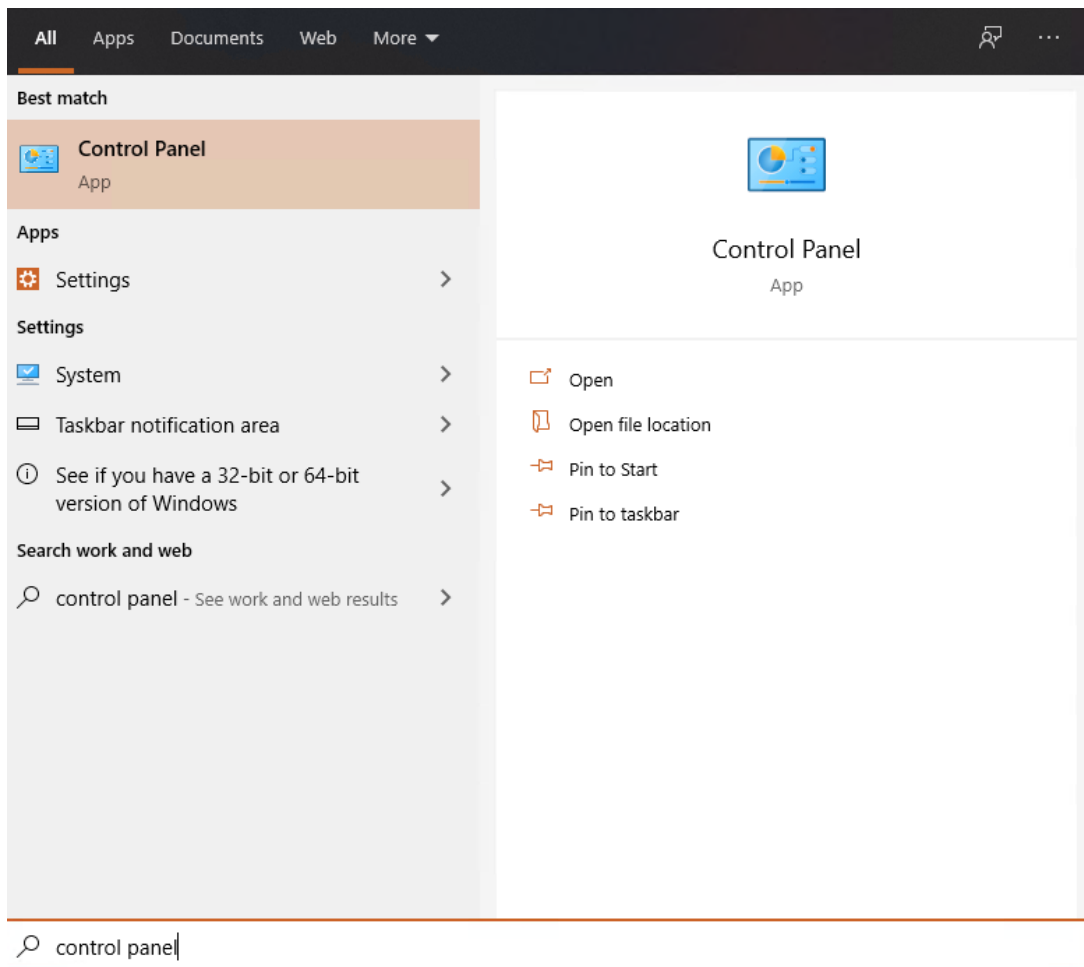 All Apps Documents Web More
Best match
Control Panel
App
Apps
Settings
Settings
System
Taskbar notification area
See if you have a 32-bit or 64-bit
version of Windows
Search work and web
control panel - See work and web results
Control Panel
App
Open
Open file location
Pin to Start
Pin to taskbar
control panel